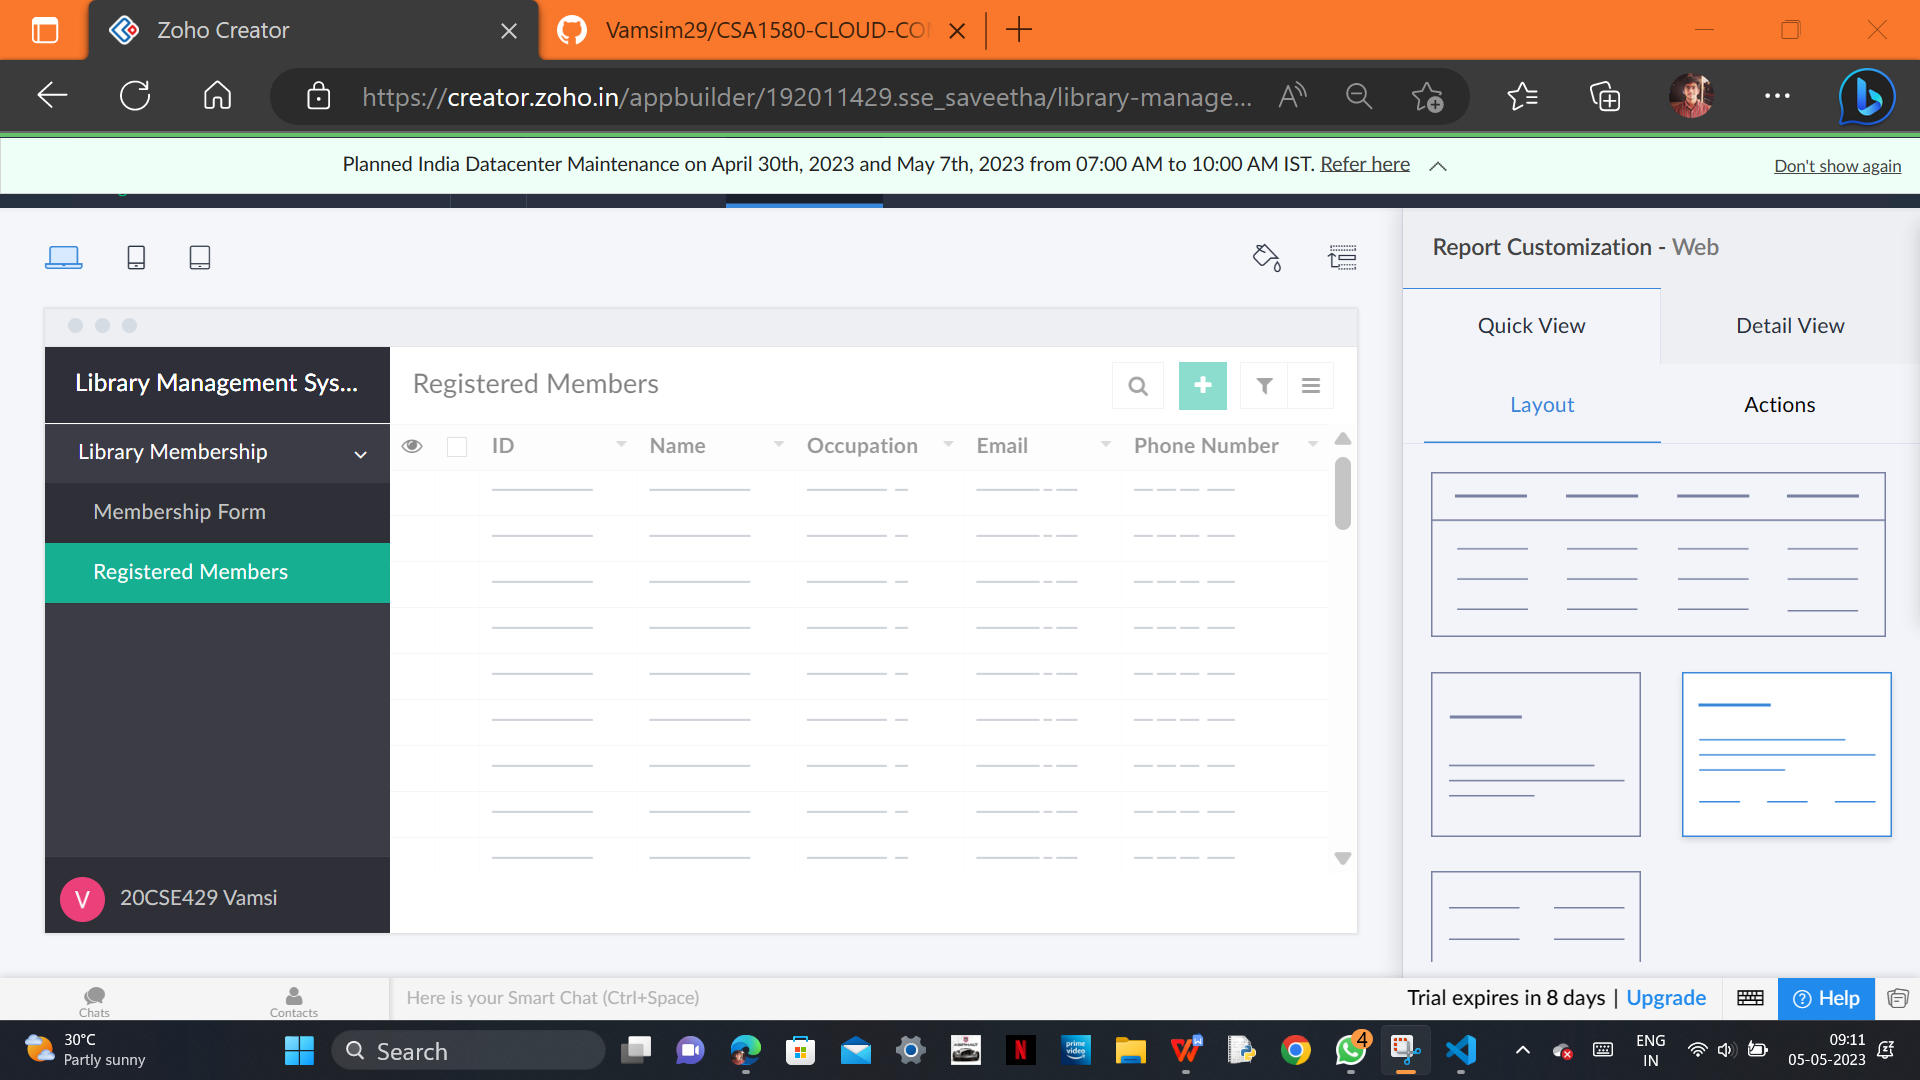 Zoho Creator
Vamsim29/CSA1580-CLOUD-CO
https://creator.zoho.in/appbuilder/192011429.sse_saveetha/library-manage...
Planned India Datacenter Maintenance on April 30th, 2023 and May 7th, 2023 from 07:00 AM to 10:00 AM IST. Refer here
Don't show again
Report Customization - Web
Quick View
Detail View
Layout
Actions
Library Management Sys...
Library Membership
Membership Form
Registered Members
V
20CSE429 Vamsi
Registered Members
ID Name Occupation Email Phone Number
Chats
Contacts
Here is your Smart Chat (Ctrl+Space)
Trial expires in 8 days | Upgrade
Help
30°C
Partly sunny
Search
prime video
4
ENG
IN
09:11
05-05-2023